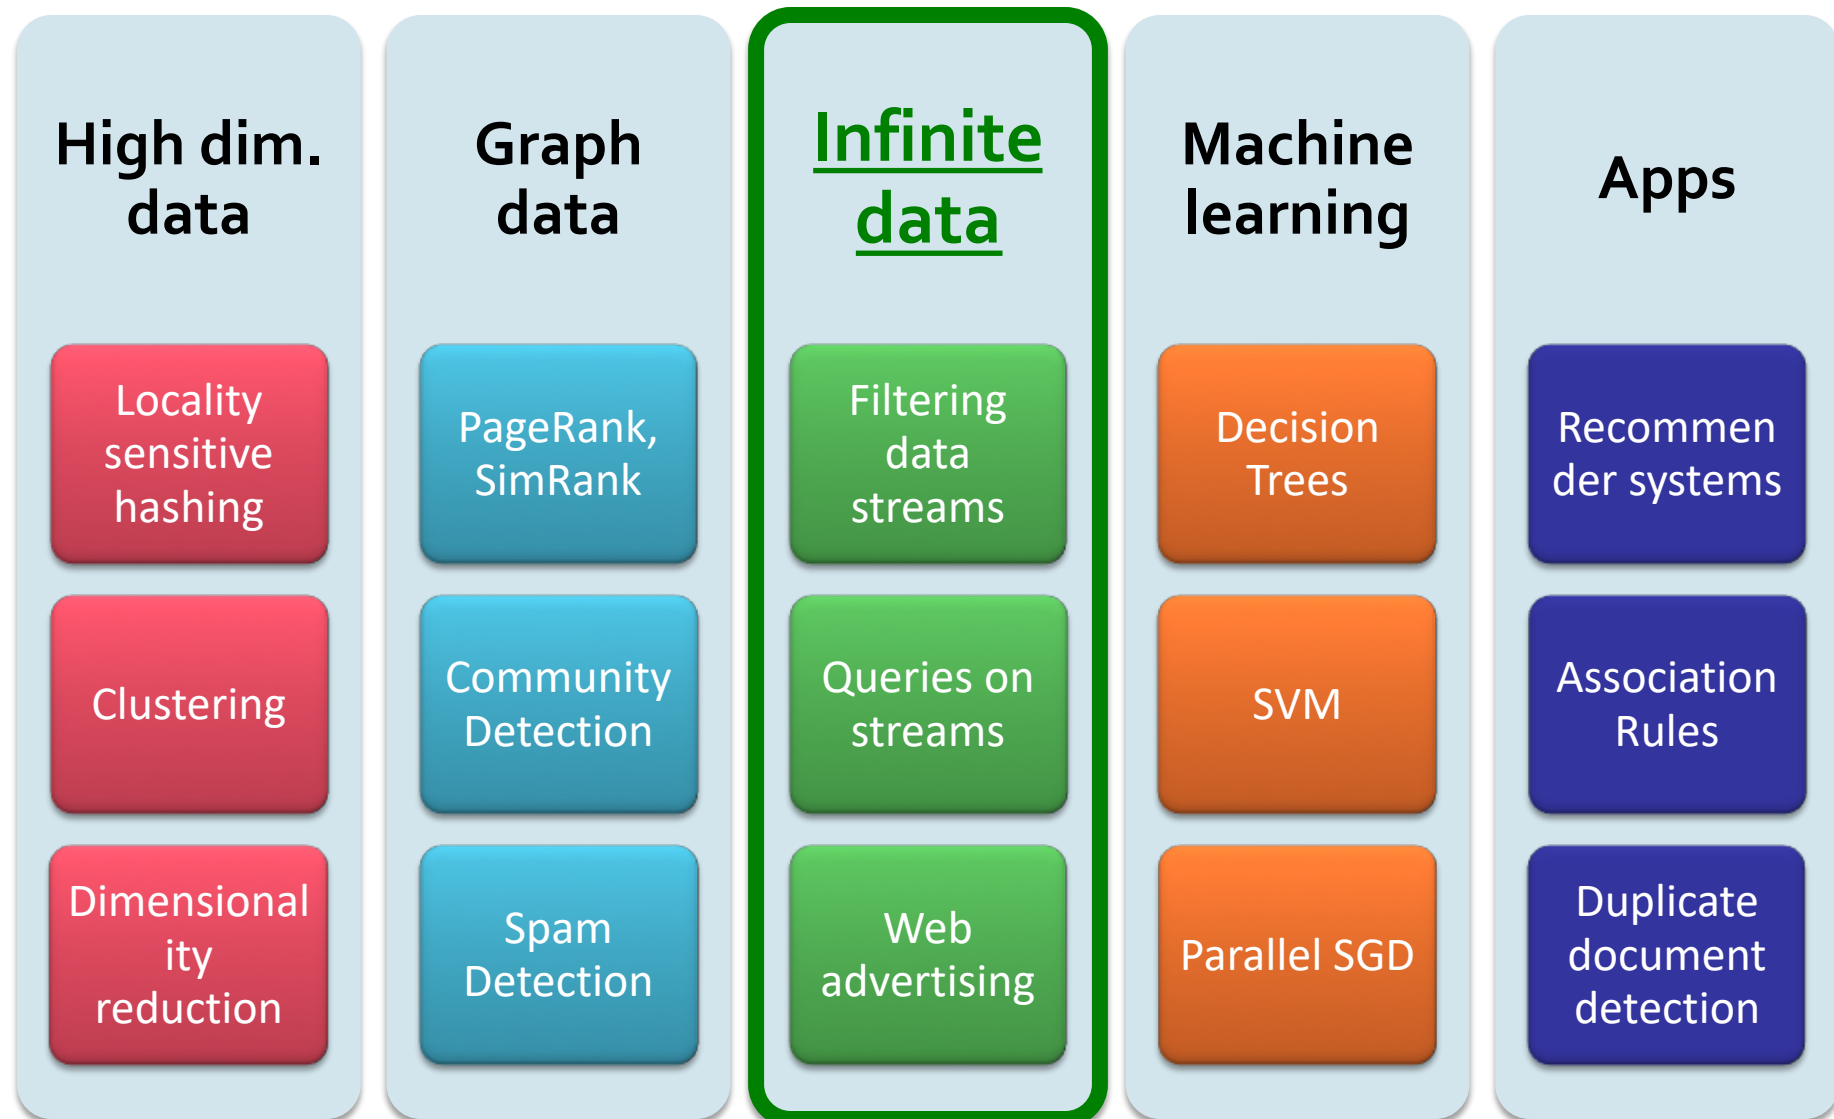 High dim.
data
Locality
sensitive
hashing
Clustering
Dimensional
ity
reduction
Graph
data
PageRank,
SimRank
Community
Detection
Spam
Detection
Infinite
data
Filtering
data
streams
Queries on
streams
Web
advertising
Machine
learning
Decision
Trees
SVM
Parallel SGD
Apps
Recommen
der systems
Association
Rules
Duplicate
document
detection